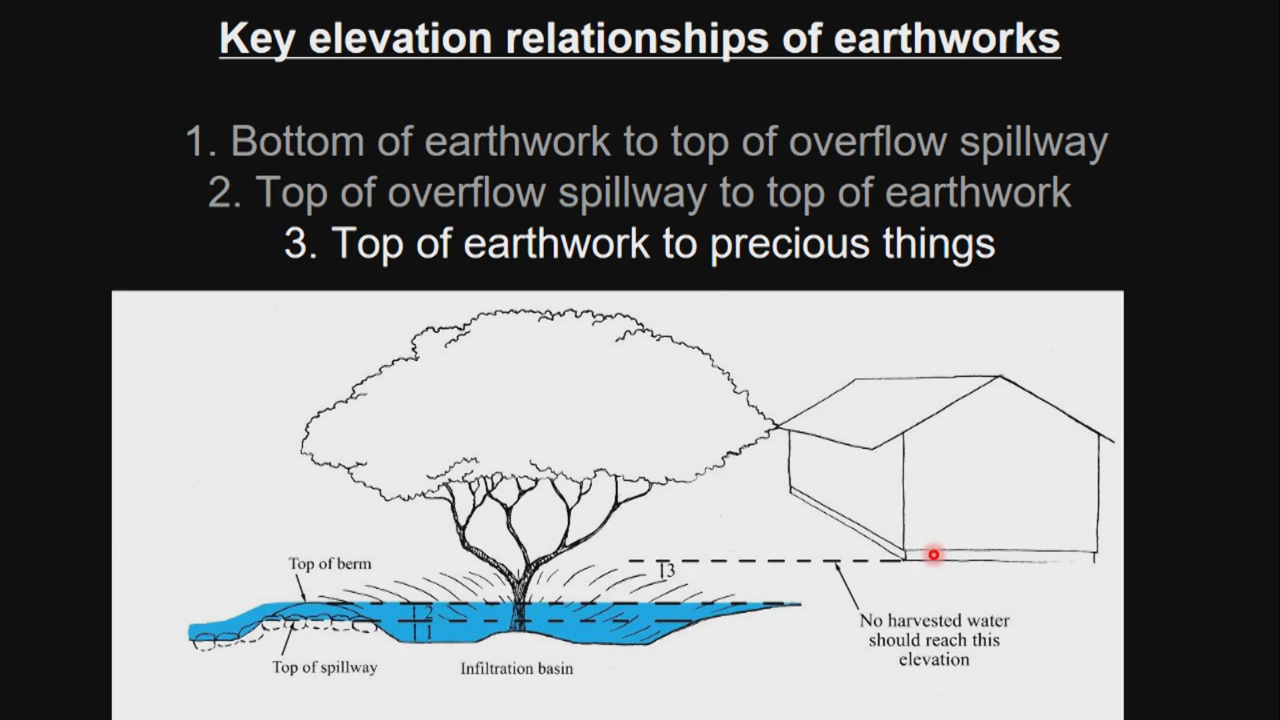 Key elevation relationships of earthworks
1. Bottom of earthwork to top of overflow spillway
2. Top of overflow spillway to top of earthwork
3. Top of earthwork to precious things
Top of berm
3
2
1
No harvested water
should reach this
elevation
Top of spillway
Infiltration basin